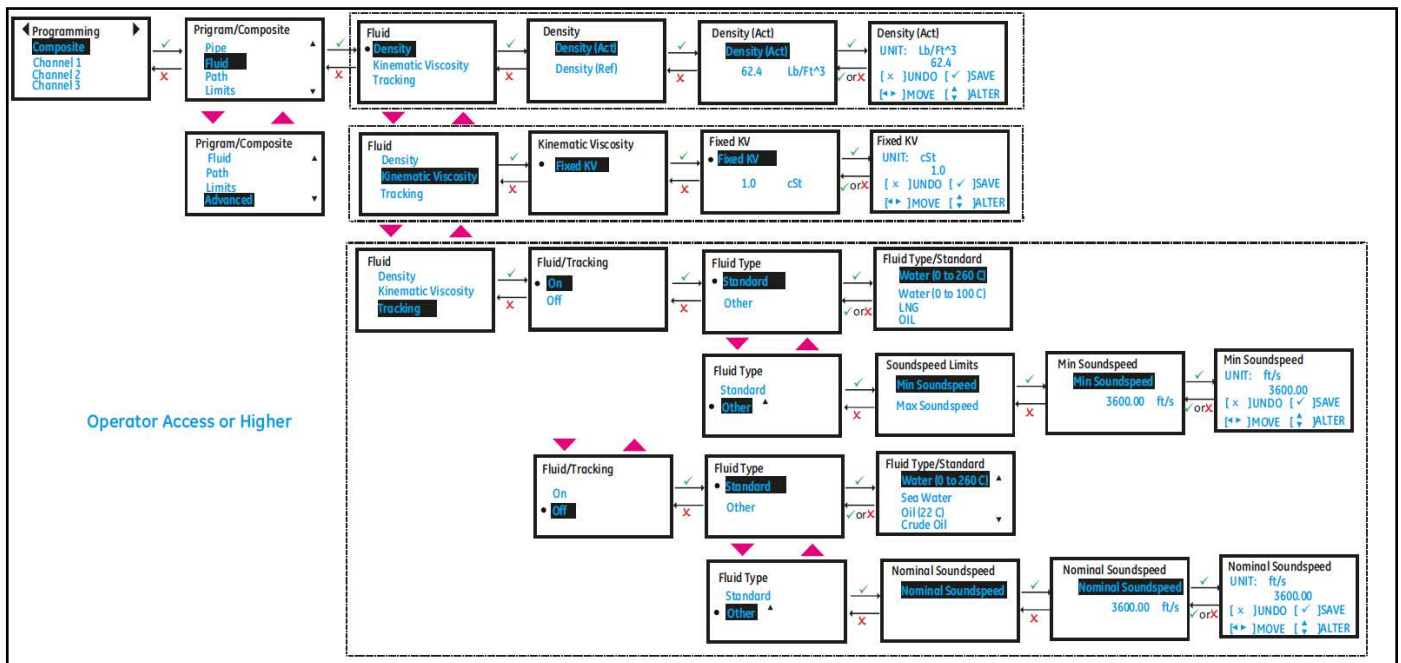 Programming
Composite
Channel 1
Channel 2
Channel 3
Prigram/Composite
Pipe
Fluid
Path
Limits
Fluid
Density
Kinematic Viscosity
Tracking
Density
Density (Act)
Density (Ref)
Density (Act)
Density (Act)
62.4 Lb/Ft^3
✓orX
Density (Act)
UNIT: Lb/Ft^3
62.4
[ x ]UNDO [ ✓ ]SAVE
[◄► ]MOVE [▲▼ ]ALTER
Prigram/Composite
Fluid
Path
Limits
Advanced
Fluid
Density
Kinematic Viscosity
Tracking
Kinematic Viscosity
Fixed KV
Fixed KV
Fixed KV
1.0 cSt
✓orX
Fixed KV
UNIT: cSt
1.0
[ x ]UNDO [ ✓ ]SAVE
[◄► ]MOVE [▲▼ ]ALTER
Fluid
Density
Kinematic Viscosity
Tracking
Fluid/Tracking
On
Off
Fluid Type
Standard
Other
✓orX
Fluid Type/Standard
Water (0 to 260 C)
Water (0 to 100 C)
LNG
OIL
Fluid Type
Standard
Other
Soundspeed Limits
Min Soundspeed
Max Soundspeed
Min Soundspeed
Min Soundspeed
3600.00 ft/s
✓orX
Min Soundspeed
UNIT: ft/s
3600.00
[ x ]UNDO [ ✓ ]SAVE
[◄► ]MOVE [▲▼ ]ALTER
Operator Access or Higher
Fluid/Tracking
On
Off
Fluid Type
Standard
Other
✓orX
Fluid Type/Standard
Water (0 to 260 C)
Sea Water
Oil (22 C)
Crude Oil
Fluid Type
Standard
Other
Nominal Soundspeed
Nominal Soundspeed
Nominal Soundspeed
Nominal Soundspeed
3600.00 ft/s
✓orX
Nominal Soundspeed
UNIT: ft/s
3600.00
[ x ]UNDO [ ✓ ]SAVE
[◄► ]MOVE [▲▼ ]ALTER